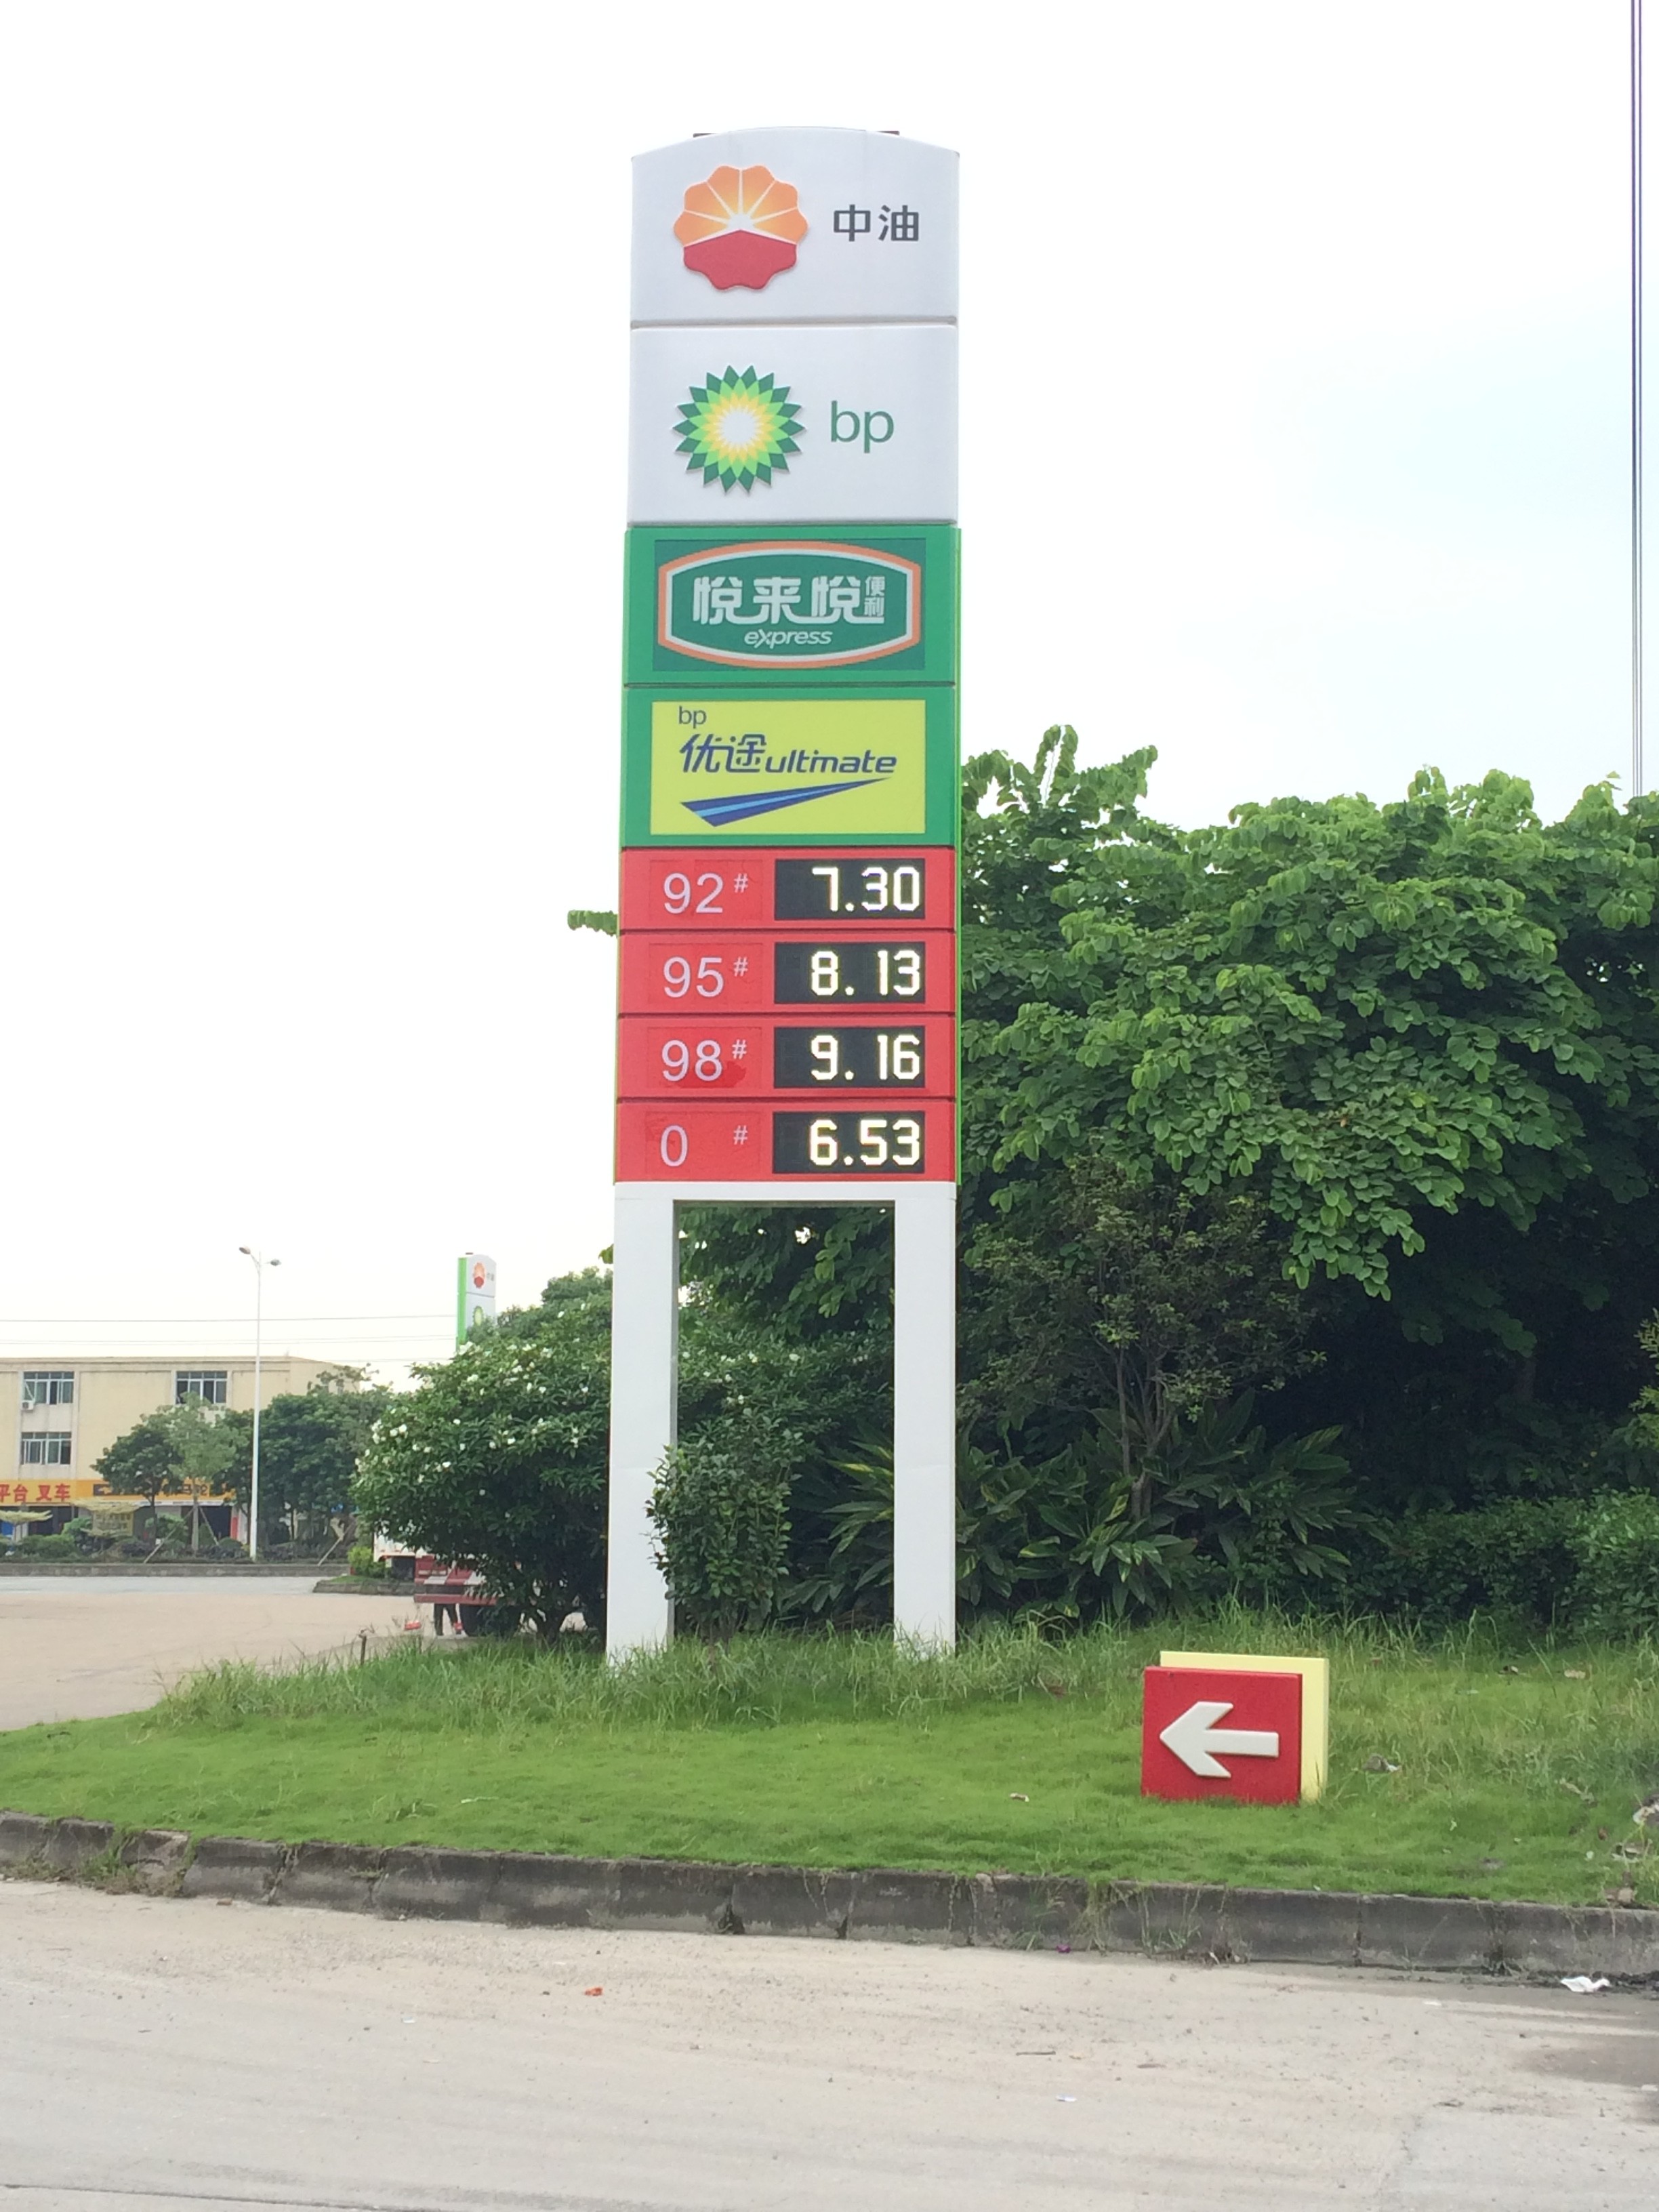 中油
bp
悦来悦便利
express
bp
优途ultimate
92# 7.30
95# 8.13
98# 9.16
0 # 6.53
平台 叉车